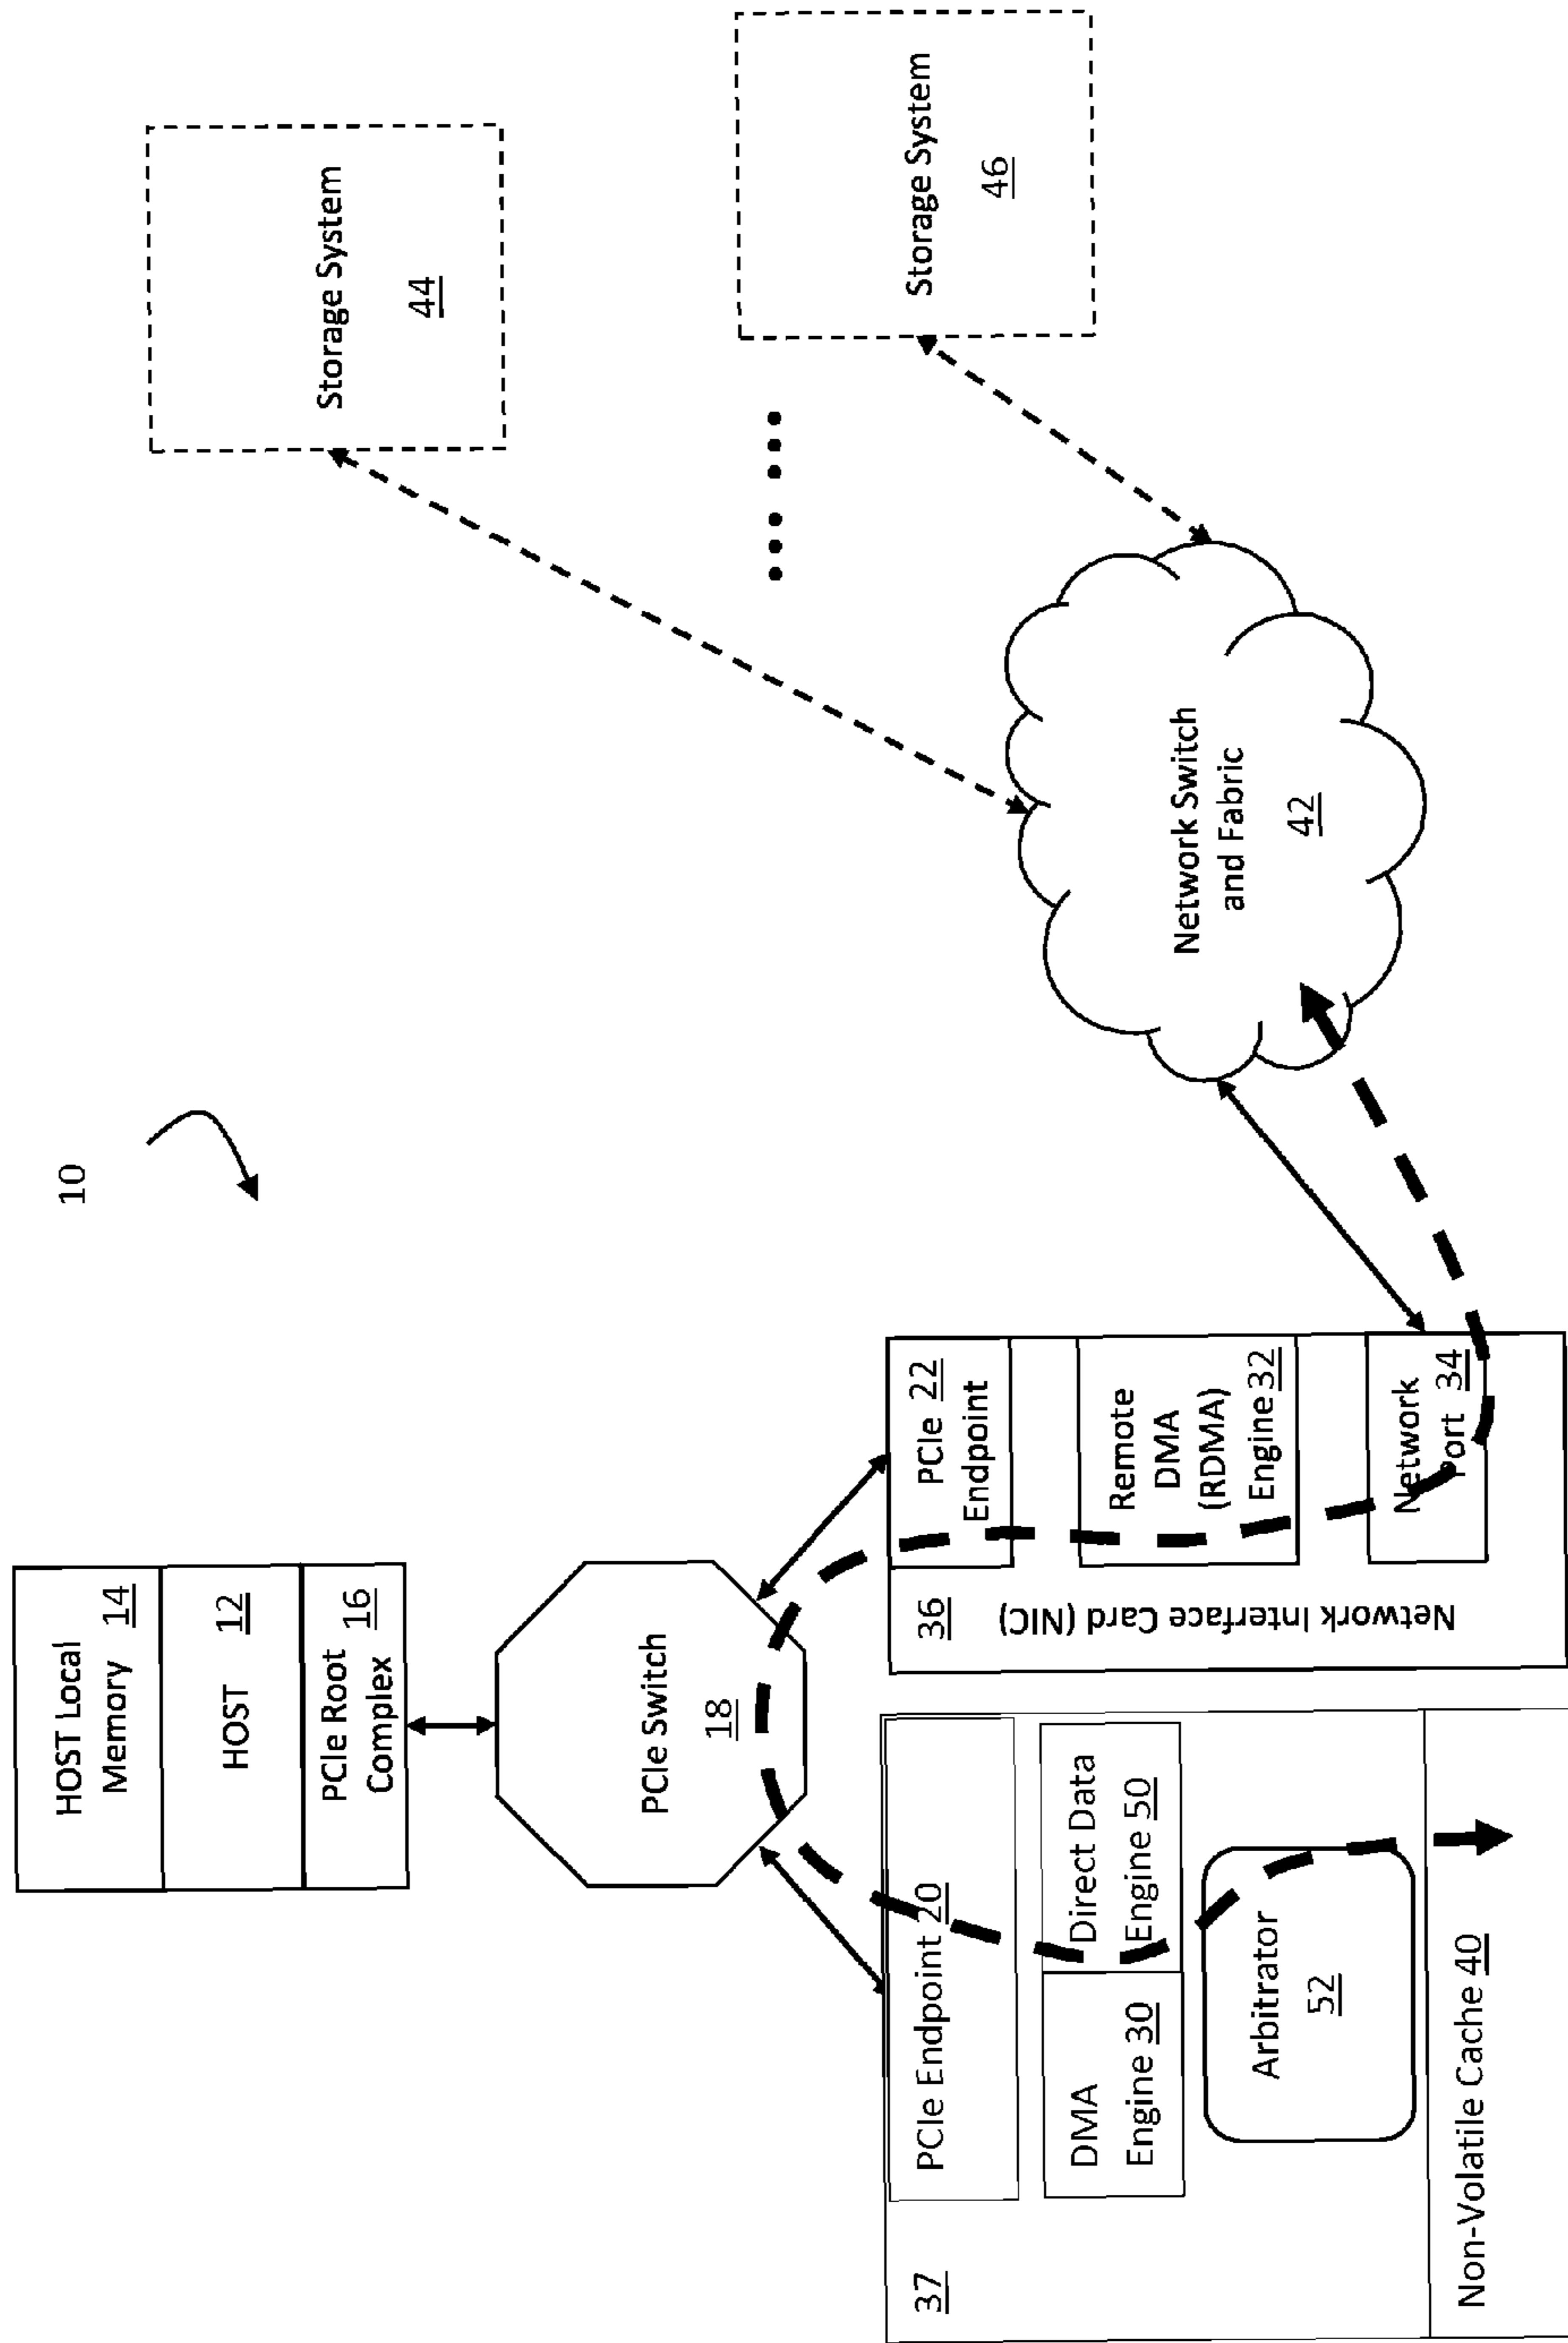 10
HOST Local
Memory 14
HOST 12
PCIe Root
Complex 16
PCIe Switch
18
37
PCIe Endpoint 20
DMA
Engine 30
Direct Data
Engine 50
Arbitrator
52
Non-Volatile Cache 40
36
Network Interface Card (NIC)
PCIe 22
Endpoint
Remote
DMA
(RDMA)
Engine 32
Network
Port 34
Network Switch
and Fabric
42
Storage System
44
Storage System
46